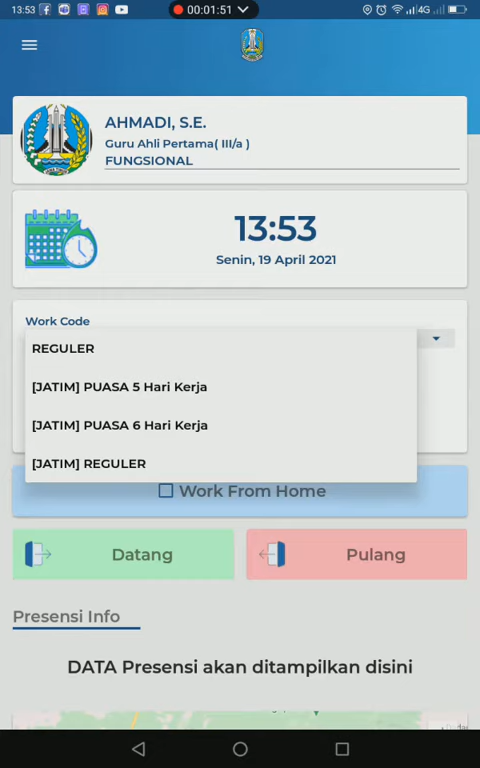 13:53
00:01:51
4G
AHMADI, S.E.
Guru Ahli Pertama( III/a )
FUNGSIONAL
13:53
Senin, 19 April 2021
Work Code
REGULER
[JATIM] PUASA 5 Hari Kerja
[JATIM] PUASA 6 Hari Kerja
[JATIM] REGULER
Work From Home
Datang
Pulang
Presensi Info
DATA Presensi akan ditampilkan disini